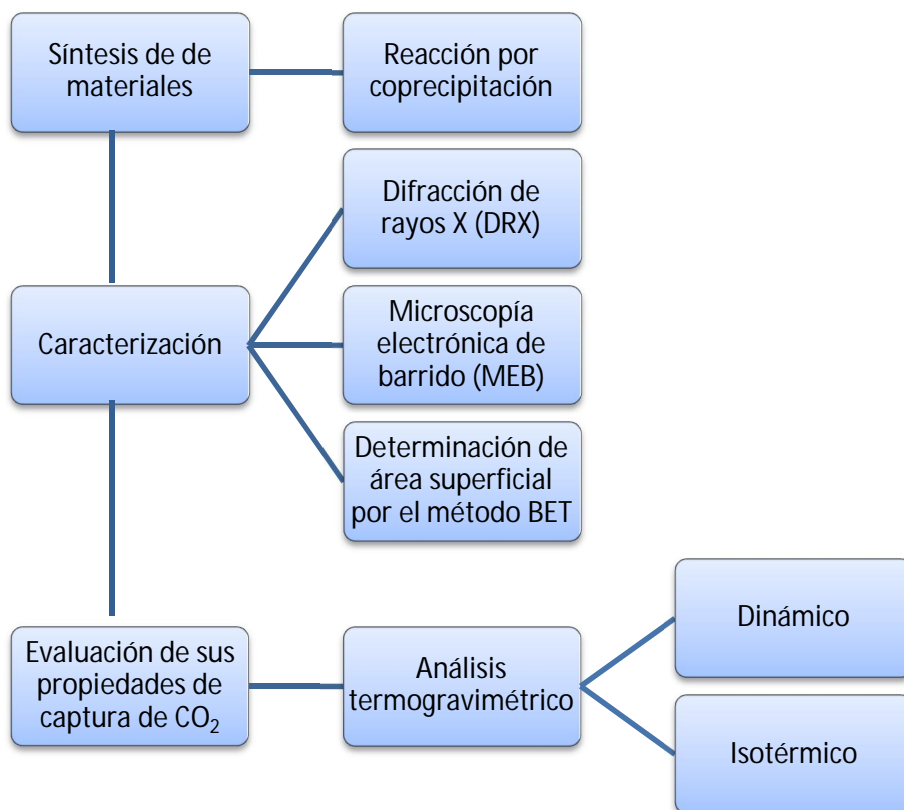 Síntesis de de
materiales
Reacción por
coprecipitación
Difracción de
rayos X (DRX)
Caracterización
Microscopía
electrónica de
barrido (MEB)
Determinación de
área superficial
por el método BET
Evaluación de sus
propiedades de
captura de CO₂
Análisis
termogravimétrico
Dinámico
Isotérmico